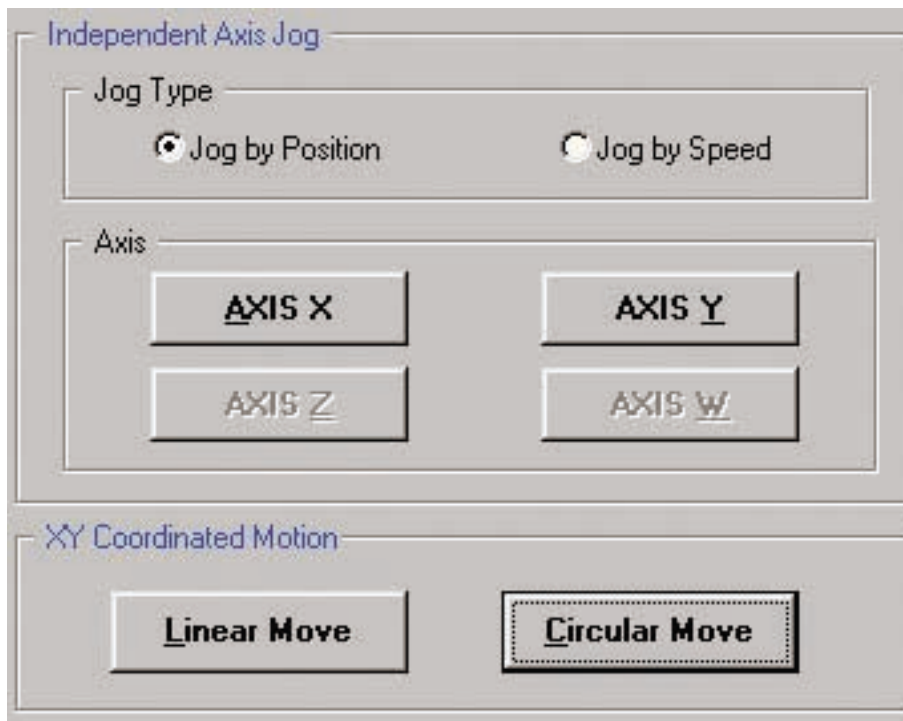 Independent Axis Jog
Jog Type
Jog by Position Jog by Speed
Axis
AXIS X AXIS Y
AXIS Z AXIS W
XY Coordinated Motion
Linear Move Circular Move